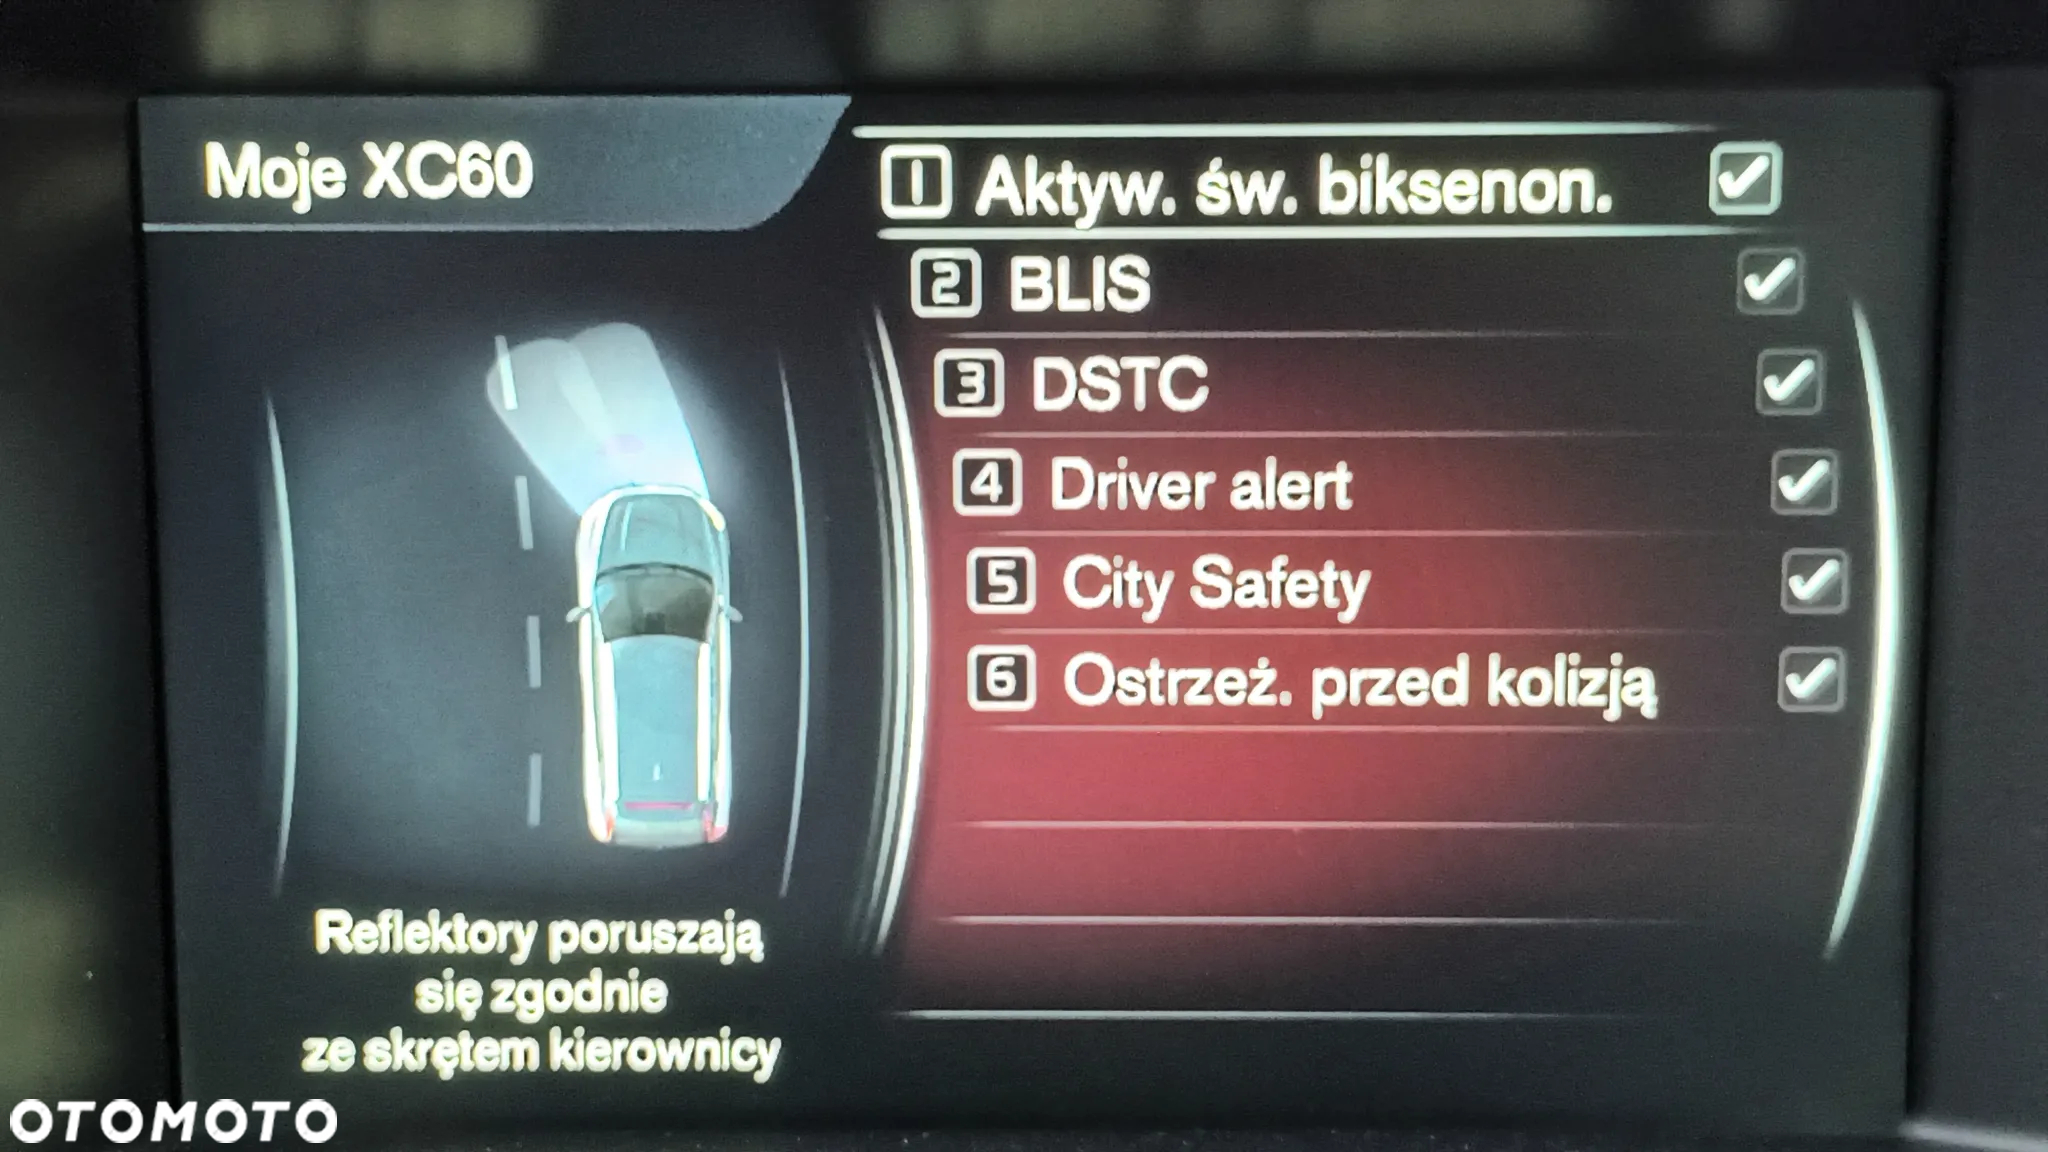 Moje XC60
1 Aktyw. św. biksenon.
2 BLIS
3 DSTC
4 Driver alert
5 City Safety
6 Ostrzeż. przed kolizją
Reflektory poruszają
się zgodnie
ze skrętem kierownicy
OTOMOTO